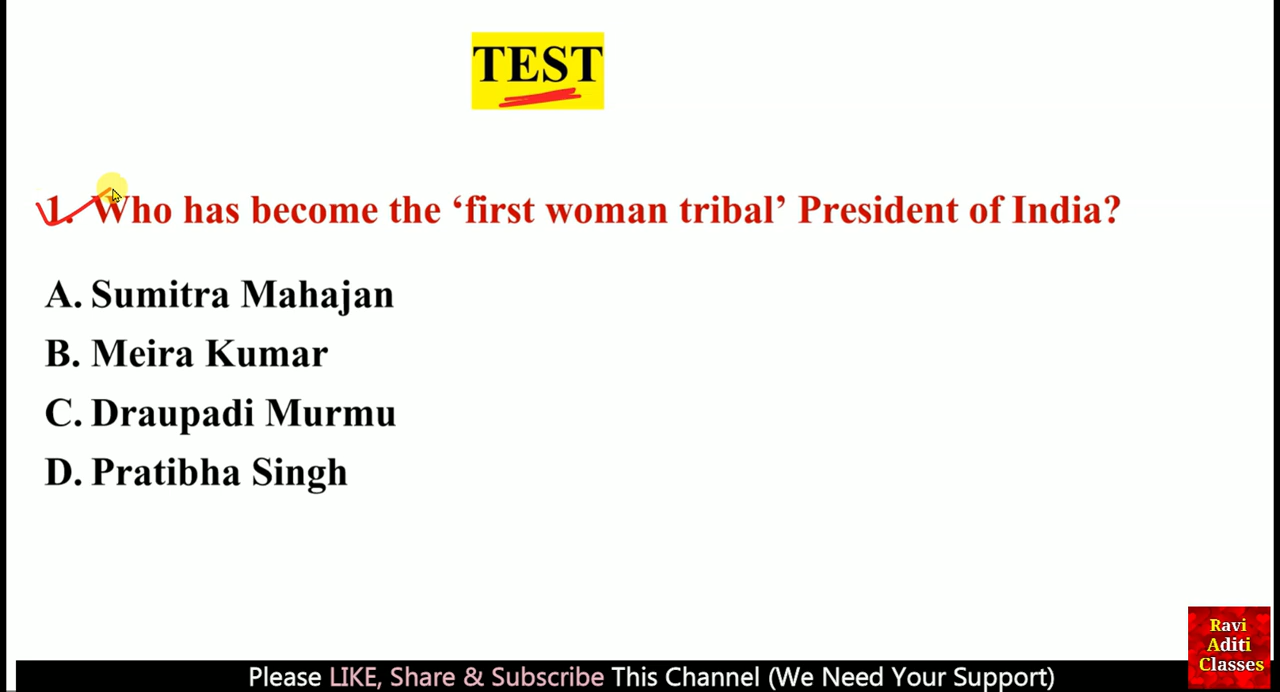 TEST
1. Who has become the ‘first woman tribal’ President of India?
A. Sumitra Mahajan
B. Meira Kumar
C. Draupadi Murmu
D. Pratibha Singh
Ravi
Aditi
Classes
Please LIKE, Share & Subscribe This Channel (We Need Your Support)